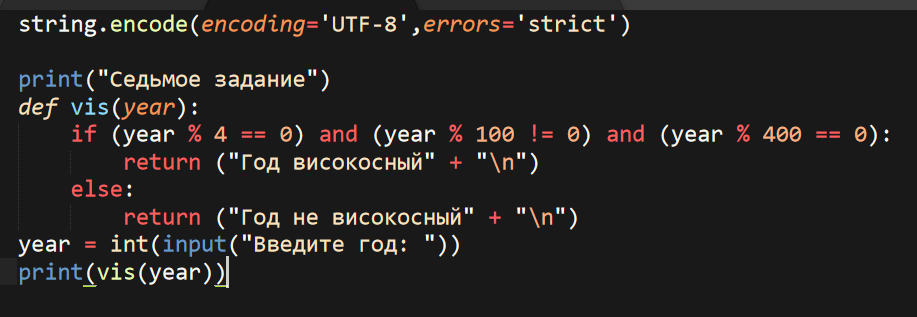 string.encode(encoding='UTF-8',errors='strict')
print("Седьмое задание")
def vis(year):
    if (year % 4 == 0) and (year % 100 != 0) and (year % 400 == 0):
        return ("Год високосный" + "\n")
    else:
        return ("Год не високосный" + "\n")
year = int(input("Введите год: "))
print(vis(year))